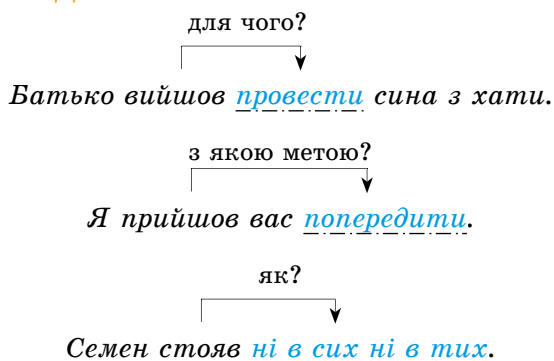 для чого?
Батько вийшов провести сина з хати.
з якою метою?
Я прийшов вас попередити.
як?
Семен стояв ні в сих ні в тих.